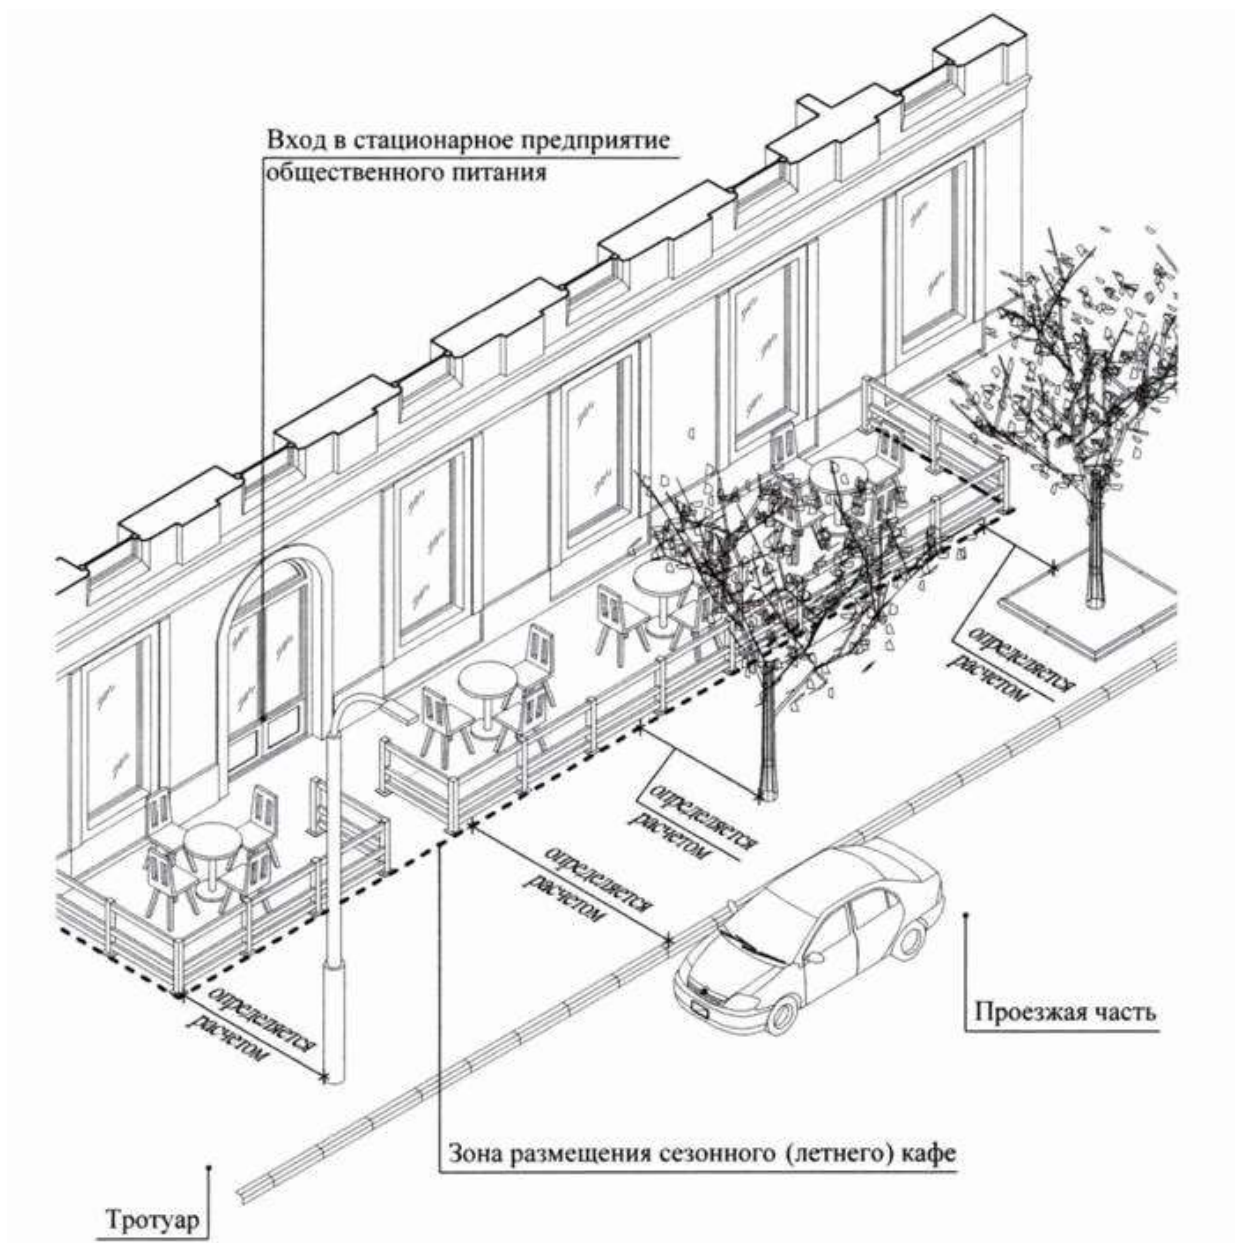 Вход в стационарное предприятие
общественного питания
определяется
расчетом
определяется
расчетом
определяется
расчетом
определяется
расчетом
Проезжая часть
Зона размещения сезонного (летнего) кафе
Тротуар